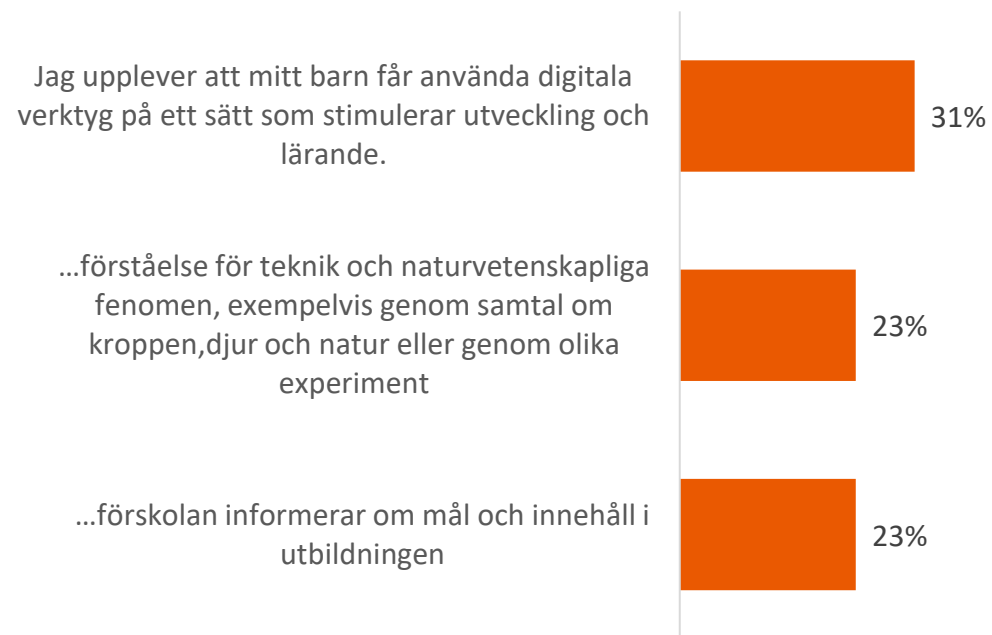 Jag upplever att mitt barn får använda digitala
verktyg på ett sätt som stimulerar utveckling och
lärande.
31%
…förståelse för teknik och naturvetenskapliga
fenomen, exempelvis genom samtal om
kroppen,djur och natur eller genom olika
experiment
23%
…förskolan informerar om mål och innehåll i
utbildningen
23%